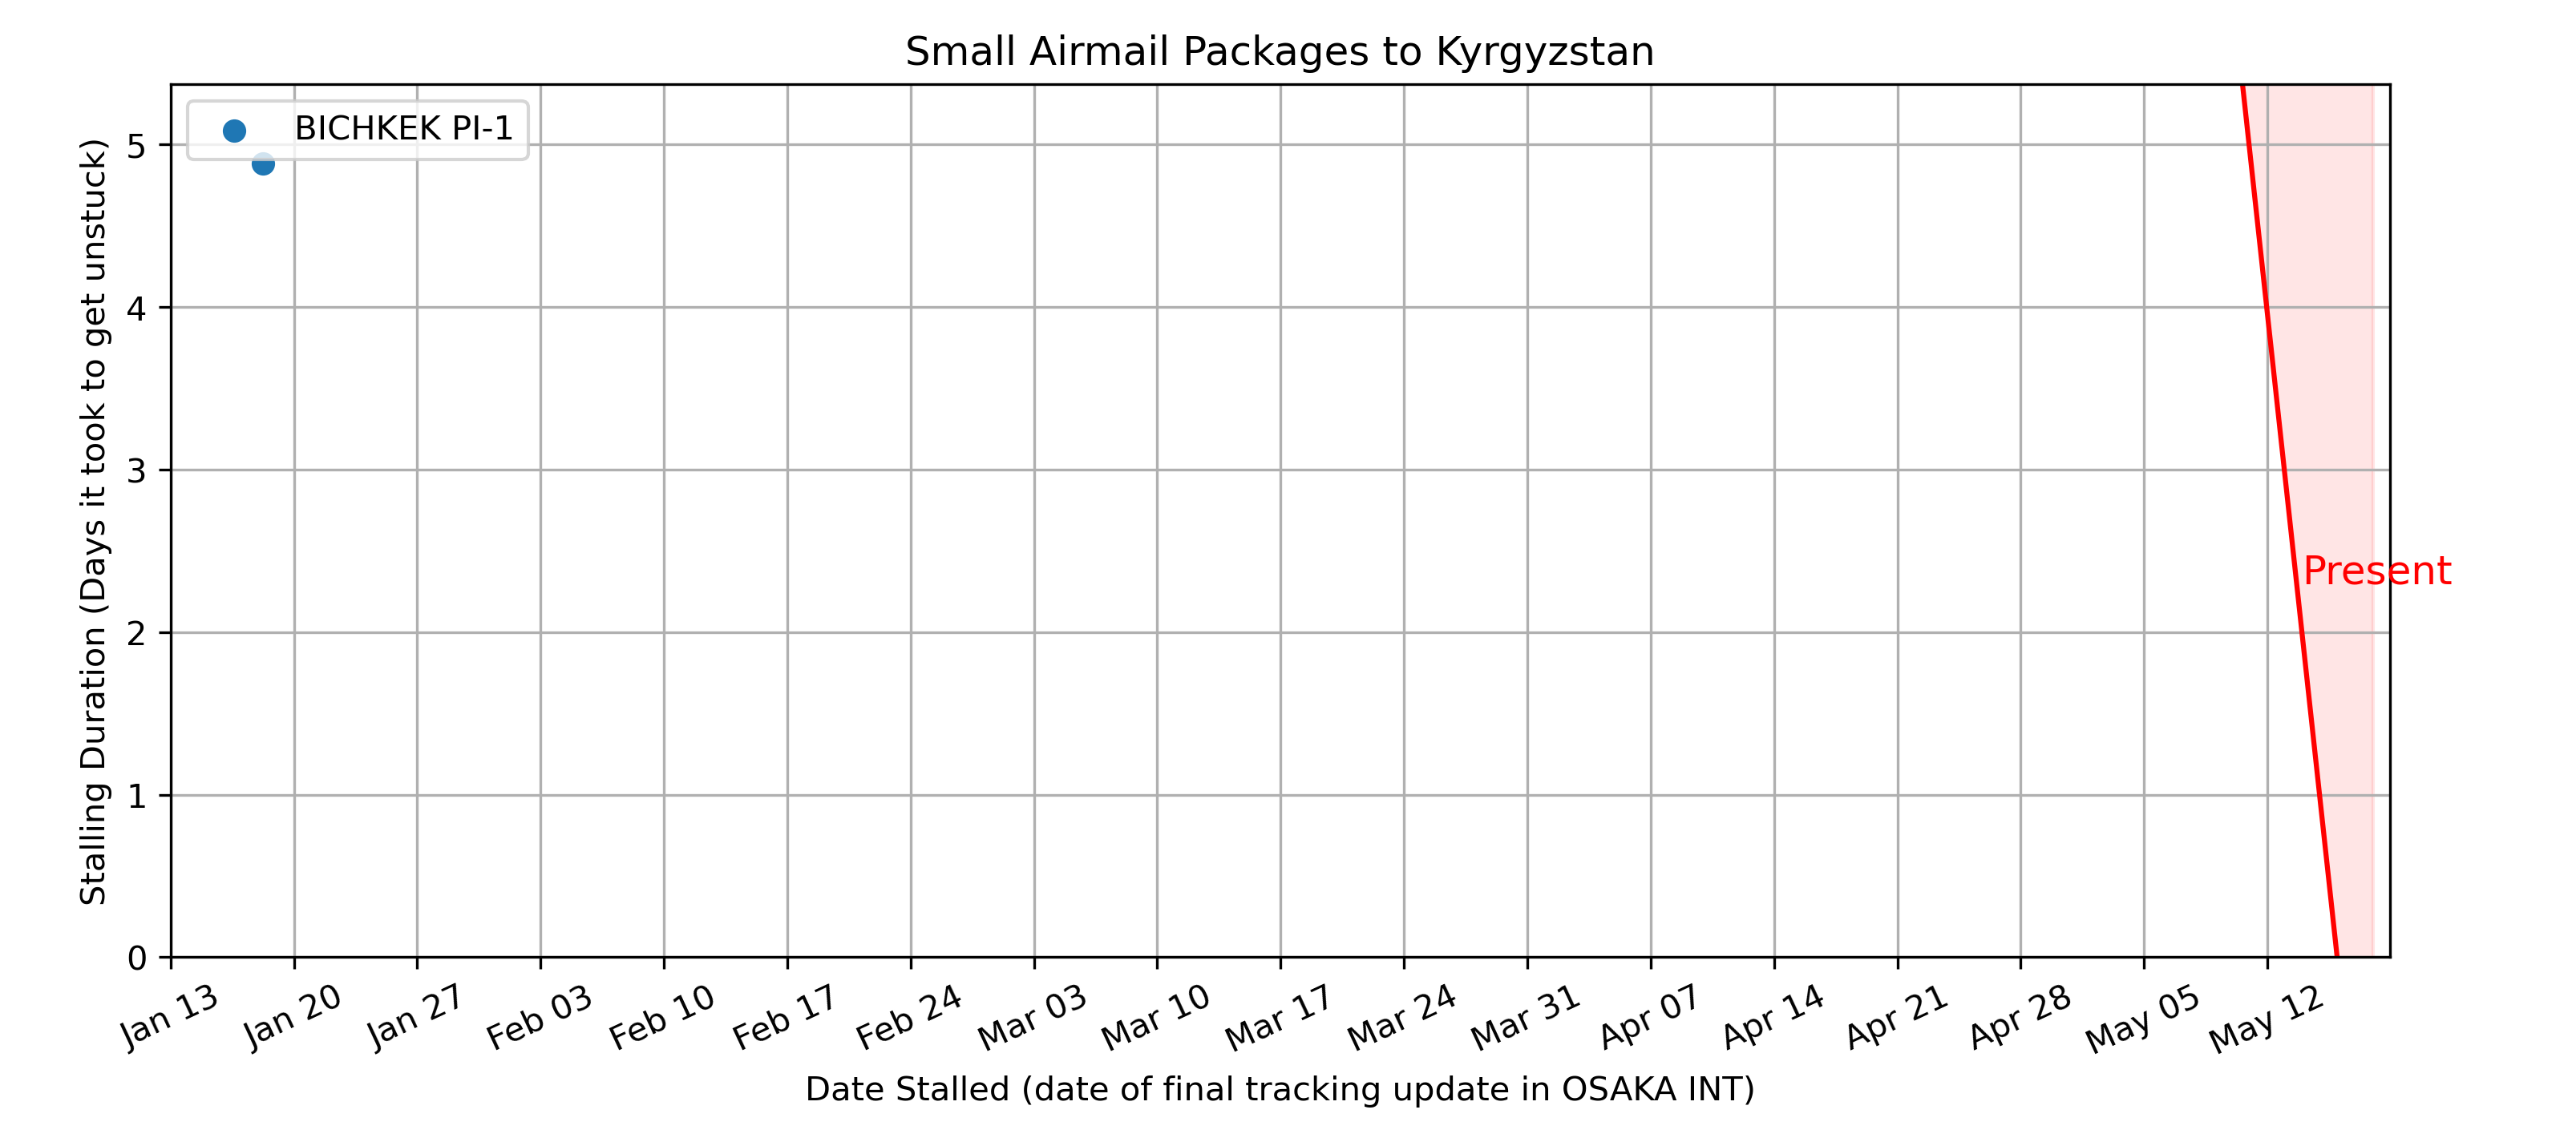 Small Airmail Packages to Kyrgyzstan
BICHKEK PI-1
Stalling Duration (Days it took to get unstuck)
5
4
3
2
1
0
Present
Jan 13
Jan 20
Jan 27
Feb 03
Feb 10
Feb 17
Feb 24
Mar 03
Mar 10
Mar 17
Mar 24
Mar 31
Apr 07
Apr 14
Apr 21
Apr 28
May 05
May 12
Date Stalled (date of final tracking update in OSAKA INT)